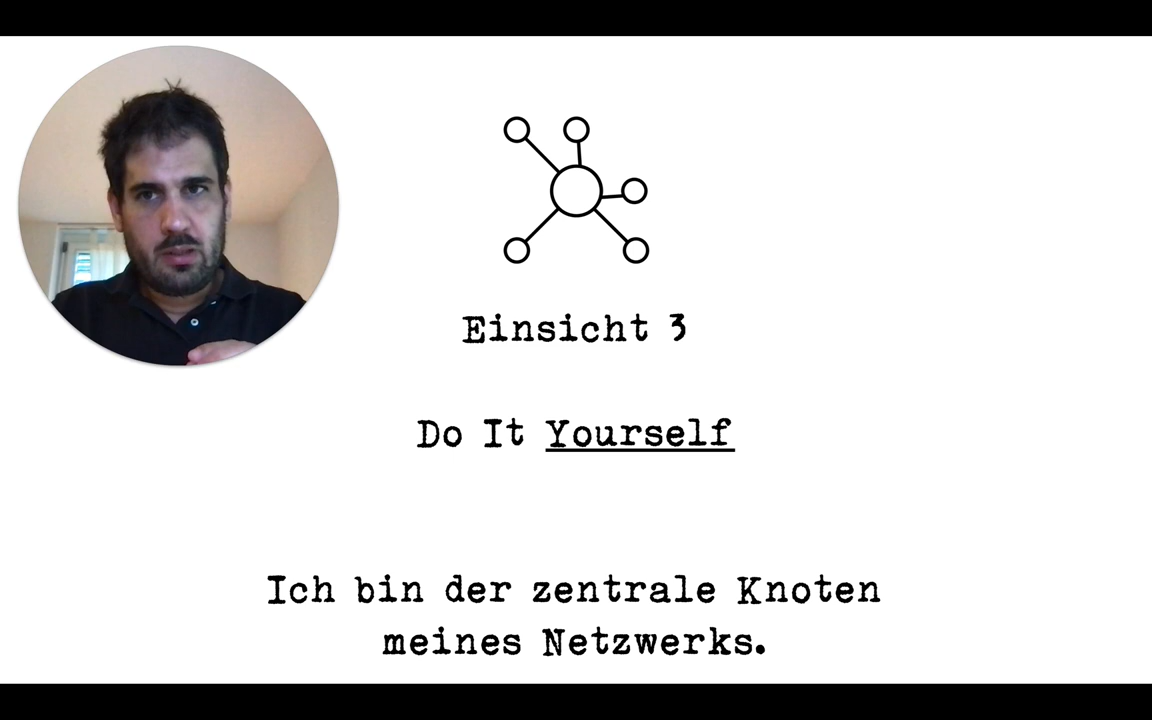 Einsicht 3
Do It Yourself
Ich bin der zentrale Knoten
meines Netzwerks.